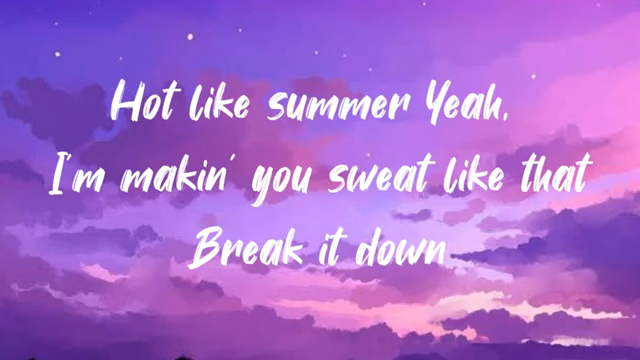 Hot like summer Yeah,
I'm makin' you sweat like that
Break it down